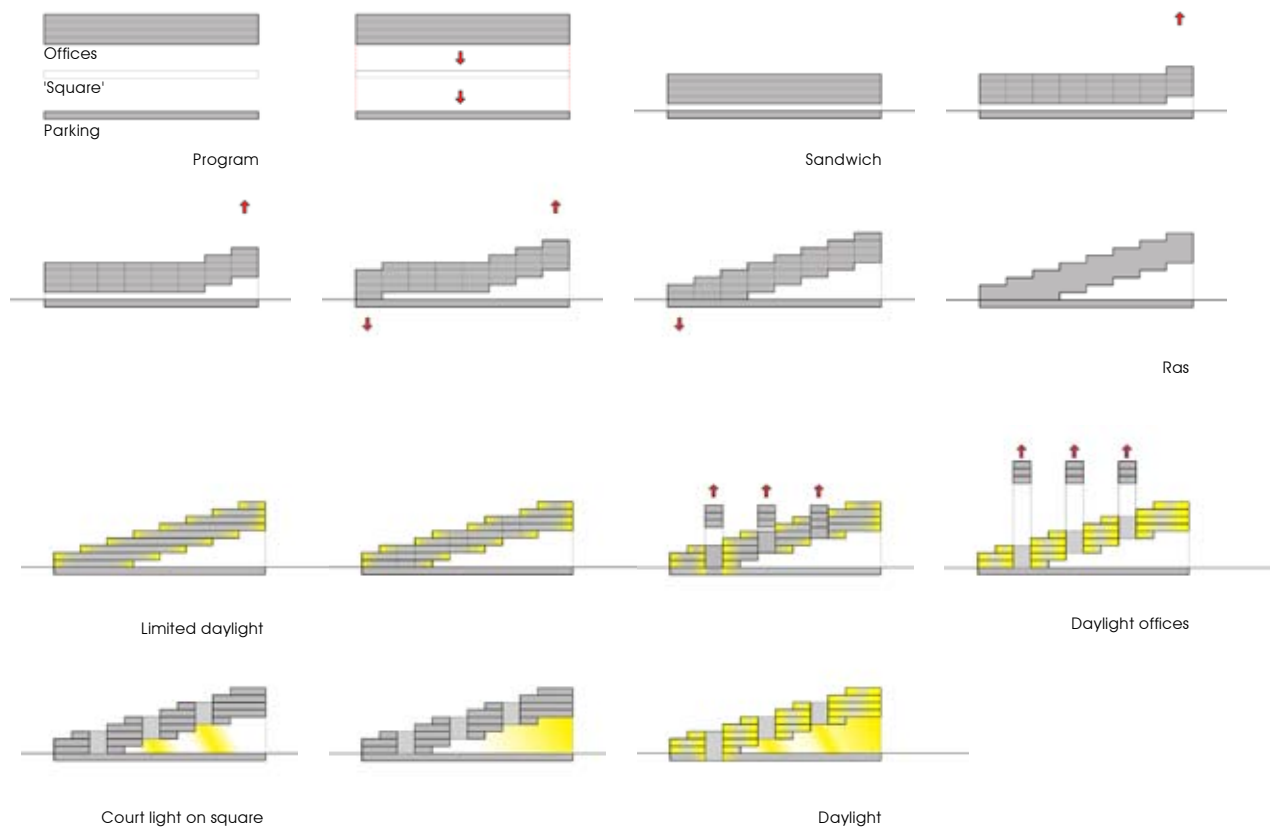 Offices
'Square'
Parking
Program
Sandwich
Ras
Limited daylight
Daylight offices
Court light on square
Daylight